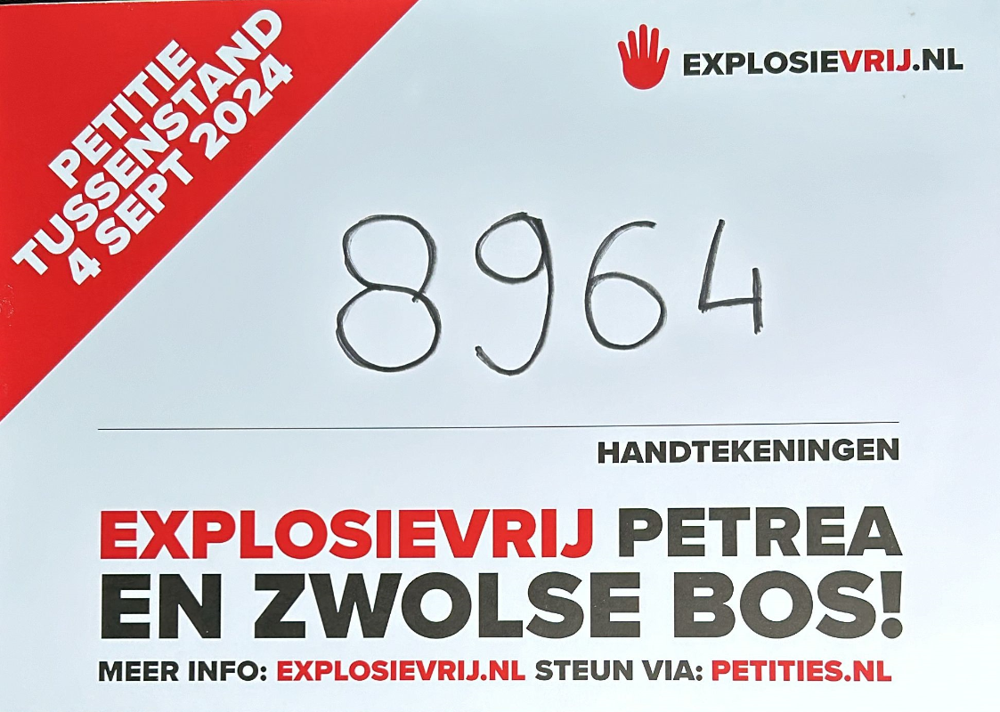 PETITIE
TUSSENSTAND
4 SEPT 2024
EXPLOSIEVRIJ.NL
8964
HANDTEKENINGEN
EXPLOSIEVRIJ PETREA
EN ZWOLSE BOS!
MEER INFO: EXPLOSIEVRIJ.NL STEUN VIA: PETITIES.NL